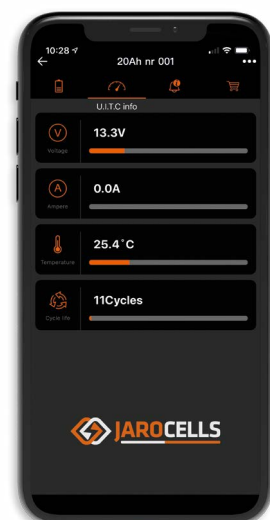 10:28
20Ah nr 001
U.I.T.C info
V
Voltage
13.3V
A
Ampere
0.0A
Temperature
25.4°C
Cycle life
11Cycles
JAROCELLS